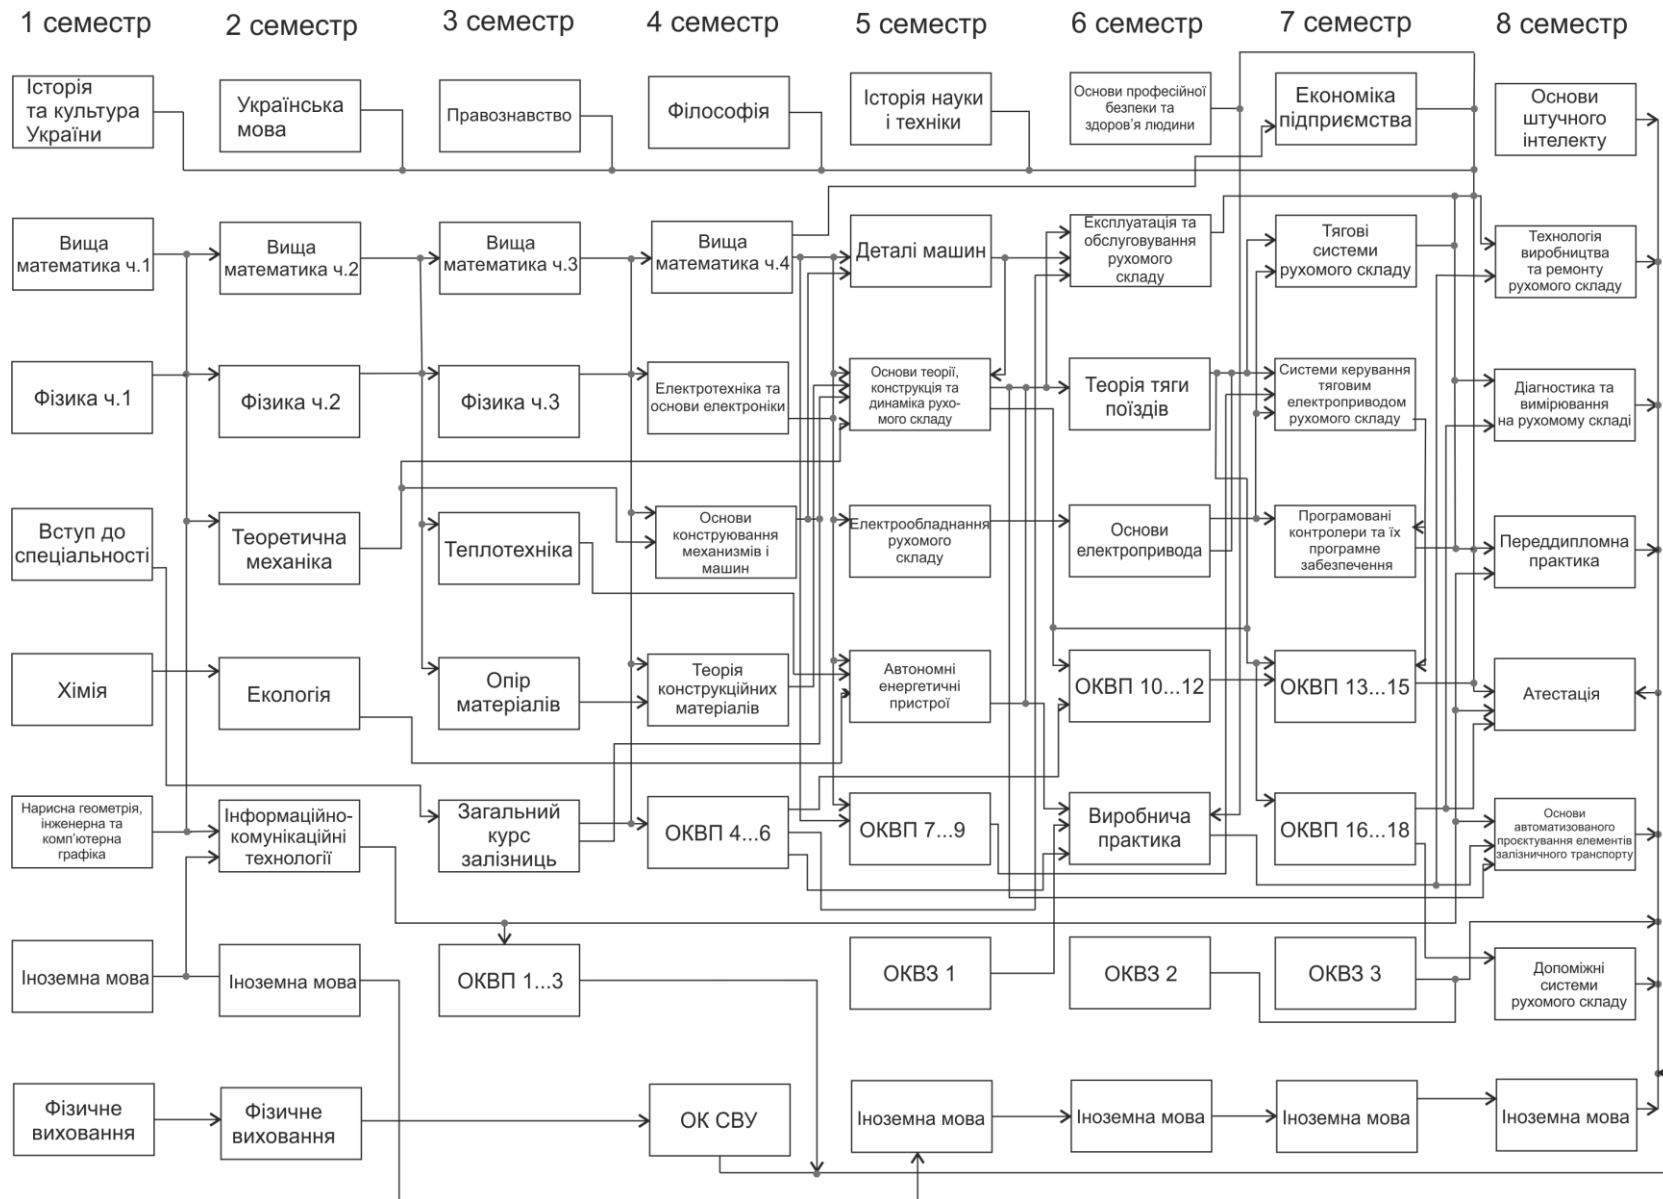 1 семестр
2 семестр
3 семестр
4 семестр
5 семестр
6 семестр
7 семестр
8 семестр
Історія
та культура
України
Українська
мова
Правознавство
Філософія
Історія науки
і техніки
Основи професійної
безпеки та
здоров'я людини
Економіка
підприємства
Основи
штучного
інтелекту
Вища
математика ч.1
Вища
математика ч.2
Вища
математика ч.3
Вища
математика ч.4
Деталі машин
Експлуатація та
обслуговування
рухомого
складу
Тягові
системи
рухомого складу
Технологія
виробництва
та ремонту
рухомого складу
Фізика ч.1
Фізика ч.2
Фізика ч.3
Електротехніка та
основи електроніки
Основи теорії,
конструкція та
динаміка рухо-
мого складу
Теорія тяги
поїздів
Системи керування
тяговим
електроприводом
рухомого складу
Діагностика та
вимірювання
на рухомому складі
Вступ до
спеціальності
Теоретична
механіка
Теплотехніка
Основи
конструювання
механізмів і
машин
Електрообладнання
рухомого
складу
Основи
електропривода
Програмовані
контролери та їх
програмне
забезпечення
Переддипломна
практика
Хімія
Екологія
Опір
матеріалів
Теорія
конструкційних
матеріалів
Автономні
енергетичні
пристрої
ОКВП 10...12
ОКВП 13...15
Атестація
Нарисна геометрія,
інженерна та
комп'ютерна
графіка
Інформаційно-
комунікаційні
технології
Загальний
курс
залізниць
ОКВП 4...6
ОКВП 7...9
Виробнича
практика
ОКВП 16...18
Основи
автоматизованого
проєктування елементів
залізничного транспорту
Іноземна мова
Іноземна мова
ОКВП 1...3
ОКВЗ 1
ОКВЗ 2
ОКВЗ 3
Допоміжні
системи
рухомого складу
Фізичне
виховання
Фізичне
виховання
ОК СВУ
Іноземна мова
Іноземна мова
Іноземна мова
Іноземна мова